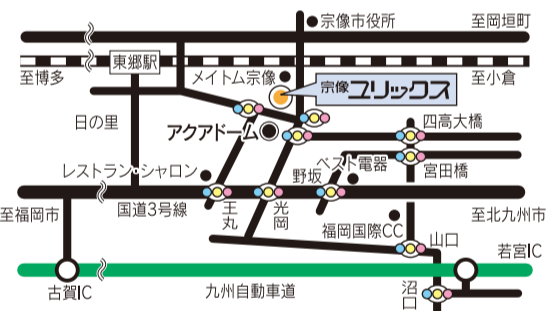 宗像市役所
至岡垣町
東郷駅
至博多
メイトム宗像
宗像ユリックス
至小倉
日の里
アクアドーム
四高大橋
レストラン・シャロン
ベスト電器
宮田橋
野坂
至福岡市
国道3号線
王丸
光岡
福岡国際CC
至北九州市
山口
若宮IC
古賀IC
九州自動車道
沼口